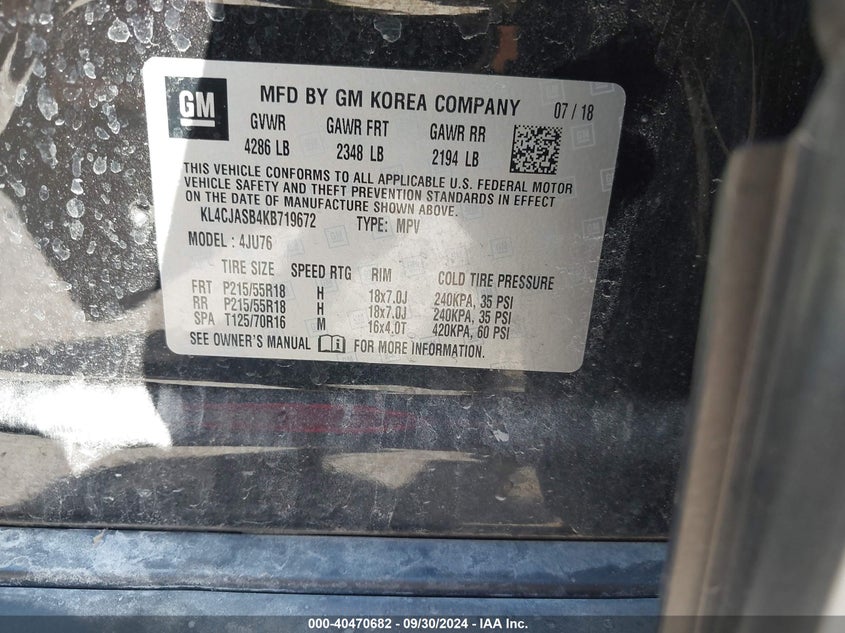 GM
MFD BY GM KOREA COMPANY 07 / 18
GVWR GAWR FRT GAWR RR
4286 LB 2348 LB 2194 LB
THIS VEHICLE CONFORMS TO ALL APPLICABLE U.S. FEDERAL MOTOR
VEHICLE SAFETY AND THEFT PREVENTION STANDARDS IN EFFECT
ON THE DATE OF MANUFACTURE SHOWN ABOVE.
KL4CJASB4KB719672 TYPE: MPV
MODEL : 4JU76
TIRE SIZE SPEED RTG RIM COLD TIRE PRESSURE
FRT P215/55R18 H 18x7.0J 240KPA, 35 PSI
RR P215/55R18 H 18x7.0J 240KPA, 35 PSI
SPA T125/70R16 M 16x4.0T 420KPA, 60 PSI
SEE OWNER'S MANUAL FOR MORE INFORMATION.
000-40470682 - 09/30/2024 - IAA Inc.